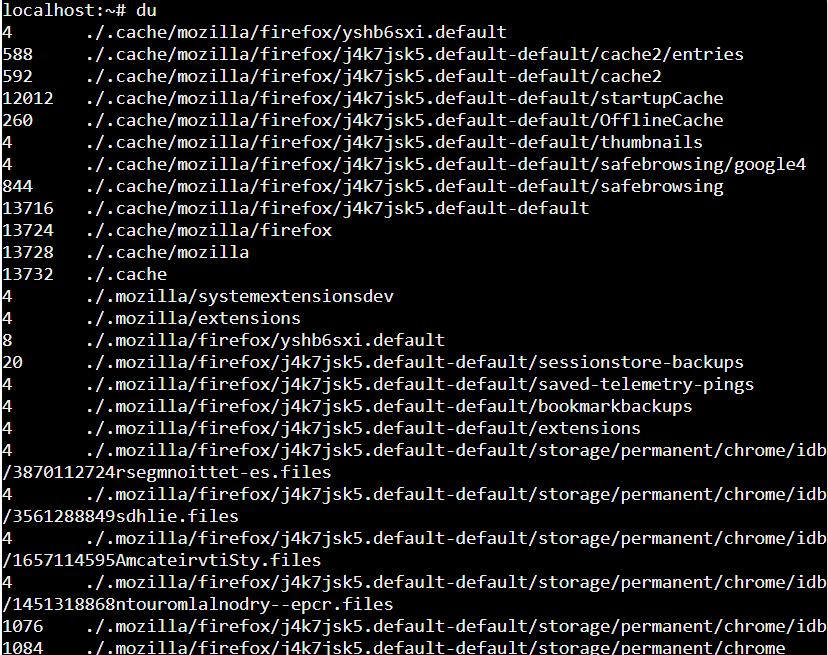 localhost:~# du
4       ./.cache/mozilla/firefox/yshb6sxi.default
588     ./.cache/mozilla/firefox/j4k7jsk5.default-default/cache2/entries
592     ./.cache/mozilla/firefox/j4k7jsk5.default-default/cache2
12012   ./.cache/mozilla/firefox/j4k7jsk5.default-default/startupCache
260     ./.cache/mozilla/firefox/j4k7jsk5.default-default/OfflineCache
4       ./.cache/mozilla/firefox/j4k7jsk5.default-default/thumbnails
4       ./.cache/mozilla/firefox/j4k7jsk5.default-default/safebrowsing/google4
844     ./.cache/mozilla/firefox/j4k7jsk5.default-default/safebrowsing
13716   ./.cache/mozilla/firefox/j4k7jsk5.default-default
13724   ./.cache/mozilla/firefox
13728   ./.cache/mozilla
13732   ./.cache
4       ./.mozilla/systemextensionsdev
4       ./.mozilla/extensions
8       ./.mozilla/firefox/yshb6sxi.default
20      ./.mozilla/firefox/j4k7jsk5.default-default/sessionstore-backups
4       ./.mozilla/firefox/j4k7jsk5.default-default/saved-telemetry-pings
4       ./.mozilla/firefox/j4k7jsk5.default-default/bookmarkbackups
4       ./.mozilla/firefox/j4k7jsk5.default-default/extensions
4       ./.mozilla/firefox/j4k7jsk5.default-default/storage/permanent/chrome/idb
/3870112724rsegmnoittet-es.files
4       ./.mozilla/firefox/j4k7jsk5.default-default/storage/permanent/chrome/idb
/3561288849sdhlie.files
4       ./.mozilla/firefox/j4k7jsk5.default-default/storage/permanent/chrome/idb
/1657114595AmcateirvtiSty.files
4       ./.mozilla/firefox/j4k7jsk5.default-default/storage/permanent/chrome/idb
/1451318868ntouromlalnodry--epcr.files
1076    ./.mozilla/firefox/j4k7jsk5.default-default/storage/permanent/chrome/idb
1084    ./.mozilla/firefox/j4k7jsk5.default-default/storage/permanent/chrome